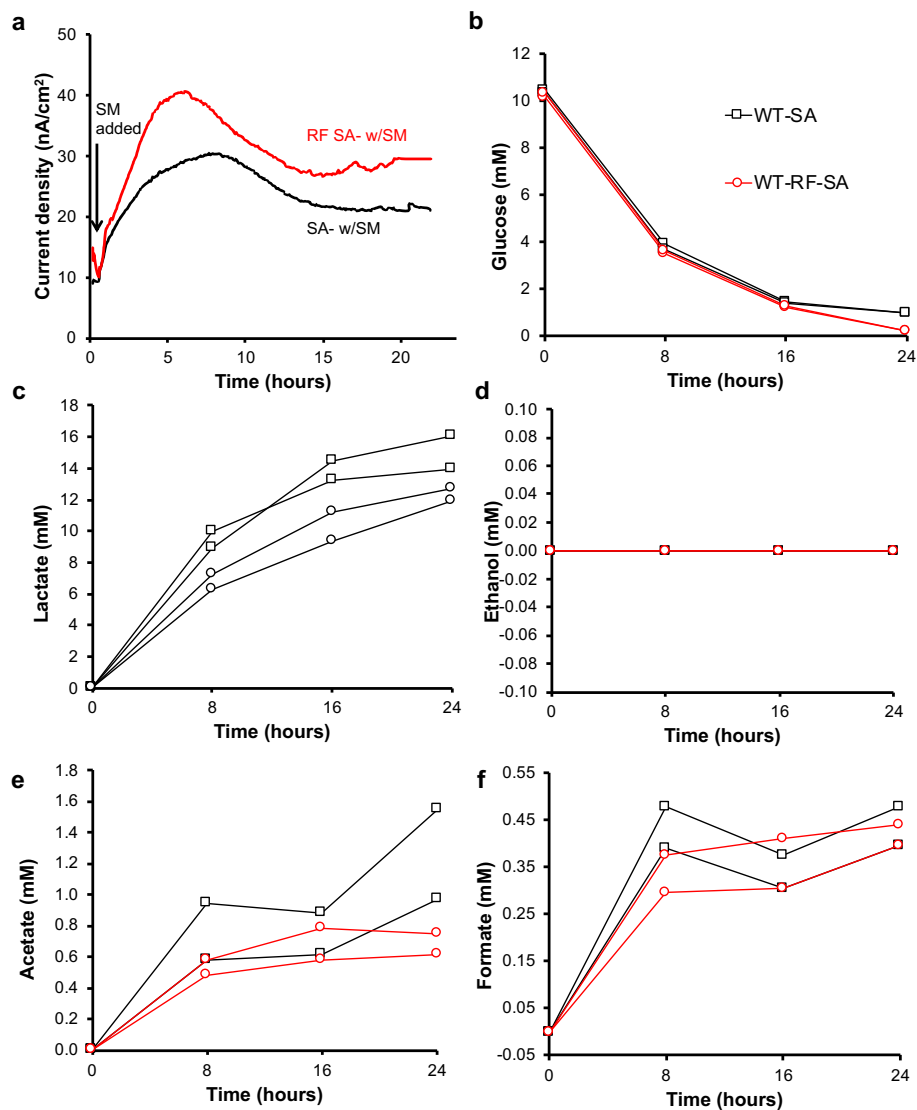 a
50
40
30
20
10
0
Current density (nA/cm²)
SM
added
RF SA- w/SM
SA- w/SM
0 5 10 15 20
Time (hours)
b
12
10
8
6
4
2
0
Glucose (mM)
WT-SA
WT-RF-SA
0 8 16 24
Time (hours)
c
18
16
14
12
10
8
6
4
2
0
Lactate (mM)
0 8 16 24
Time (hours)
d
0.10
0.08
0.06
0.04
0.02
0.00
-0.02
-0.04
-0.06
-0.08
-0.10
Ethanol (mM)
0 8 16 24
Time (hours)
e
1.8
1.6
1.4
1.2
1.0
0.8
0.6
0.4
0.2
0.0
Acetate (mM)
0 8 16 24
Time (hours)
f
0.55
0.45
0.35
0.25
0.15
0.05
-0.05
Formate (mM)
0 8 16 24
Time (hours)